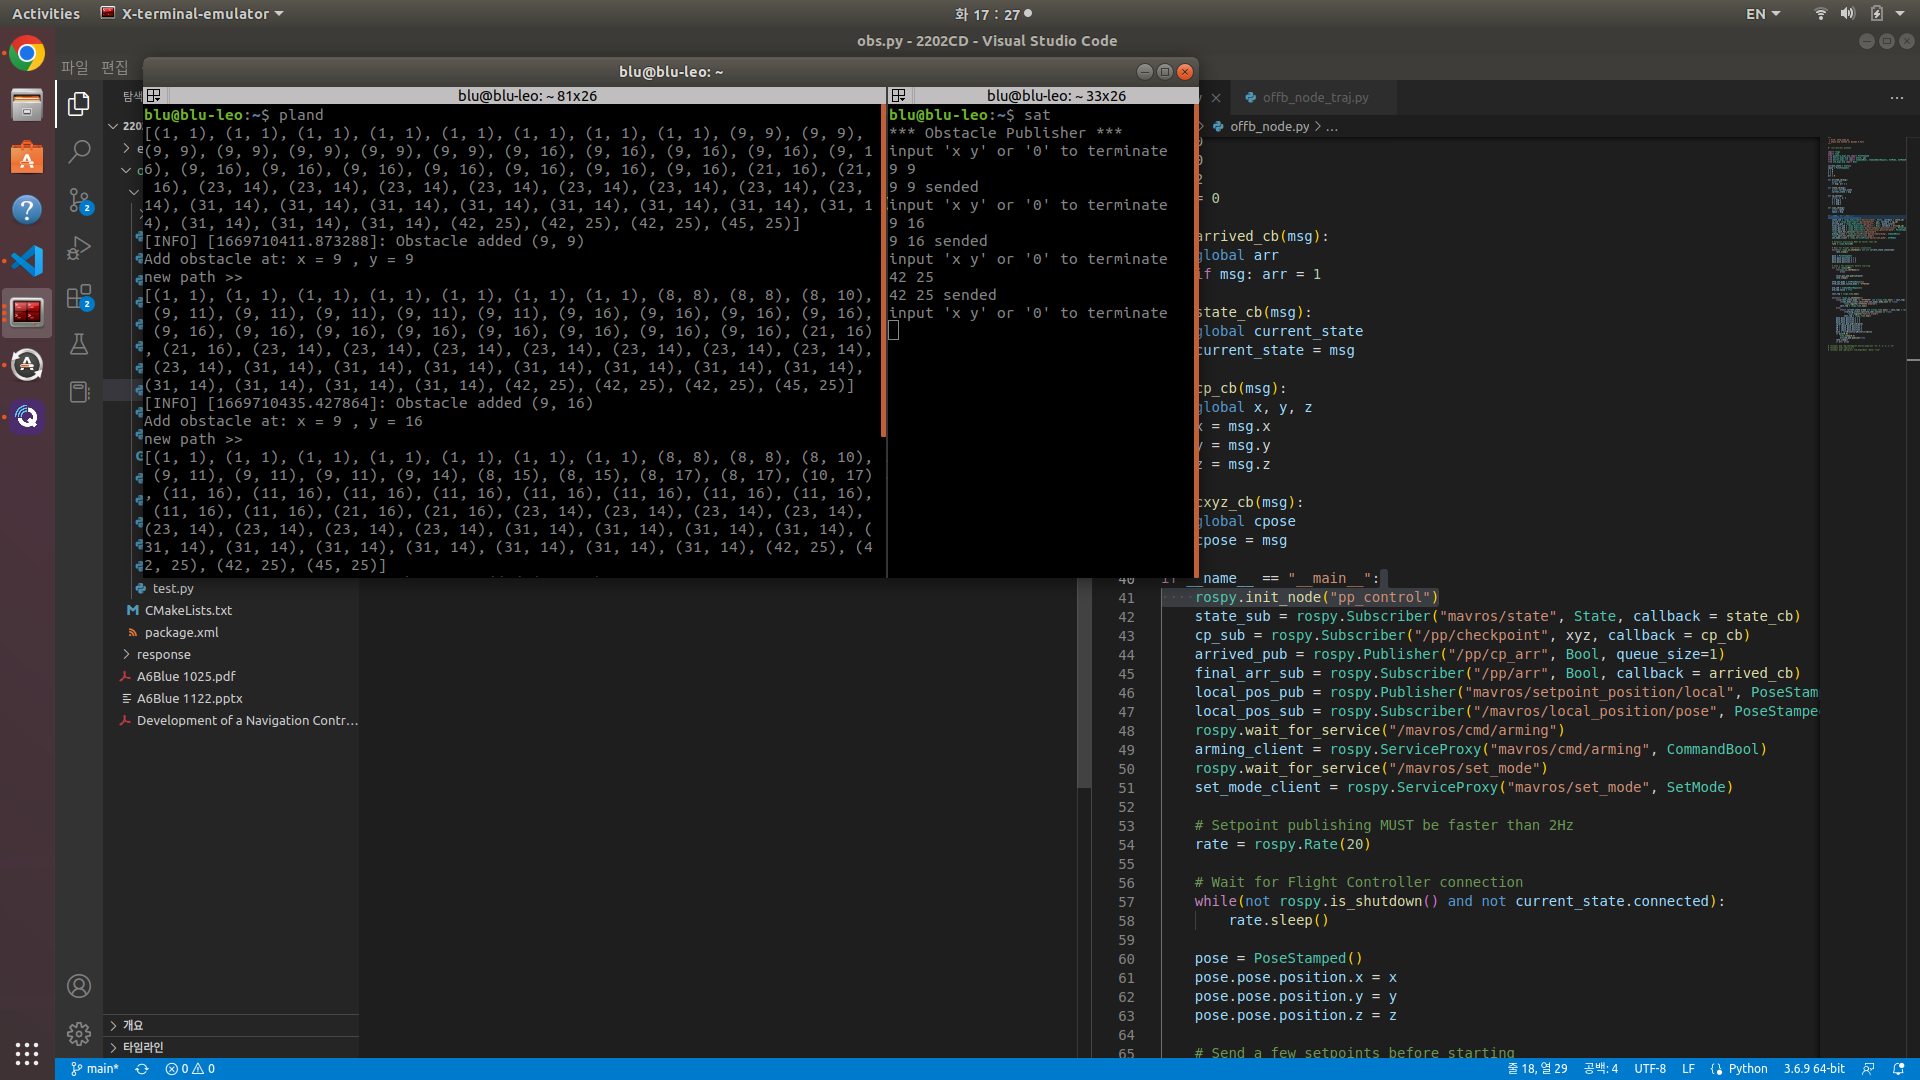 Activities
X-terminal-emulator
화 17 : 27
EN
obs.py - 2202CD - Visual Studio Code
파일 편집
blu@blu-leo: ~
blu@blu-leo: ~ 81x26
blu@blu-leo:~$ pland
[(1, 1), (1, 1), (1, 1), (1, 1), (1, 1), (1, 1), (1, 1), (1, 1), (9, 9), (9, 9),
(9, 9), (9, 9), (9, 9), (9, 9), (9, 16), (9, 16), (9, 16), (9, 16), (9, 1
6), (9, 16), (9, 16), (9, 16), (9, 16), (9, 16), (9, 16), (21, 16), (21,
16), (23, 14), (23, 14), (23, 14), (23, 14), (23, 14), (23, 14), (23,
14), (31, 14), (31, 14), (31, 14), (31, 14), (31, 14), (31, 14), (31, 1
4), (31, 14), (31, 14), (31, 14), (42, 25), (42, 25), (42, 25), (45, 25)]
[INFO] [1669710411.873288]: Obstacle added (9, 9)
Add obstacle at: x = 9 , y = 9
new path >>
[(1, 1), (1, 1), (1, 1), (1, 1), (1, 1), (1, 1), (1, 1), (8, 8), (8, 8), (8, 10),
(9, 11), (9, 11), (9, 11), (9, 11), (9, 16), (9, 16), (9, 16), (9, 16),
(9, 16), (9, 16), (9, 16), (9, 16), (9, 16), (9, 16), (9, 16), (21, 16)
, (21, 16), (23, 14), (23, 14), (23, 14), (23, 14), (23, 14), (23, 14),
(23, 14), (31, 14), (31, 14), (31, 14), (31, 14), (31, 14), (31, 14),
(31, 14), (31, 14), (31, 14), (31, 14), (42, 25), (42, 25), (42, 25), (45, 25)]
[INFO] [1669710435.427864]: Obstacle added (9, 16)
Add obstacle at: x = 9 , y = 16
new path >>
[(1, 1), (1, 1), (1, 1), (1, 1), (1, 1), (1, 1), (1, 1), (8, 8), (8, 8), (8, 10),
(9, 11), (9, 11), (9, 11), (9, 14), (8, 15), (8, 15), (8, 17), (8, 17), (10, 17)
, (11, 16), (11, 16), (11, 16), (11, 16), (11, 16), (11, 16), (11, 16), (11, 16),
(11, 16), (11, 16), (21, 16), (21, 16), (23, 14), (23, 14), (23, 14), (23, 14),
(23, 14), (23, 14), (23, 14), (23, 14), (31, 14), (31, 14), (31, 14), (31, 14), (
31, 14), (31, 14), (31, 14), (31, 14), (31, 14), (31, 14), (31, 14), (42, 25), (4
2, 25), (42, 25), (45, 25)]
blu@blu-leo: ~ 33x26
blu@blu-leo:~$ sat
*** Obstacle Publisher ***
input 'x y' or '0' to terminate
9 9
9 9 sended
input 'x y' or '0' to terminate
9 16
9 16 sended
input 'x y' or '0' to terminate
42 25
42 25 sended
input 'x y' or '0' to terminate
test.py
CMakeLists.txt
package.xml
response
A6Blue 1025.pdf
A6Blue 1122.pptx
Development of a Navigation Contr...
개요
타임라인
offb_node_traj.py
offb_node.py > ...
= 0
arrived_cb(msg):
global arr
if msg: arr = 1
state_cb(msg):
global current_state
current_state = msg
cp_cb(msg):
global x, y, z
x = msg.x
y = msg.y
z = msg.z
cxyz_cb(msg):
global cpose
cpose = msg
40 if __name__ == "__main__":
41 rospy.init_node("pp_control")
42 state_sub = rospy.Subscriber("mavros/state", State, callback = state_cb)
43 cp_sub = rospy.Subscriber("/pp/checkpoint", xyz, callback = cp_cb)
44 arrived_pub = rospy.Publisher("/pp/cp_arr", Bool, queue_size=1)
45 final_arr_sub = rospy.Subscriber("/pp/arr", Bool, callback = arrived_cb)
46 local_pos_pub = rospy.Publisher("mavros/setpoint_position/local", PoseStam
47 local_pos_sub = rospy.Subscriber("/mavros/local_position/pose", PoseStampe
48 rospy.wait_for_service("/mavros/cmd/arming")
49 arming_client = rospy.ServiceProxy("mavros/cmd/arming", CommandBool)
50 rospy.wait_for_service("/mavros/set_mode")
51 set_mode_client = rospy.ServiceProxy("mavros/set_mode", SetMode)
52
53 # Setpoint publishing MUST be faster than 2Hz
54 rate = rospy.Rate(20)
55
56 # Wait for Flight Controller connection
57 while(not rospy.is_shutdown() and not current_state.connected):
58 rate.sleep()
59
60 pose = PoseStamped()
61 pose.pose.position.x = x
62 pose.pose.position.y = y
63 pose.pose.position.z = z
64
65 # Send a few setpoints before starting
main* 0 0
줄 18, 열 29 공백: 4 UTF-8 LF Python 3.6.9 64-bit